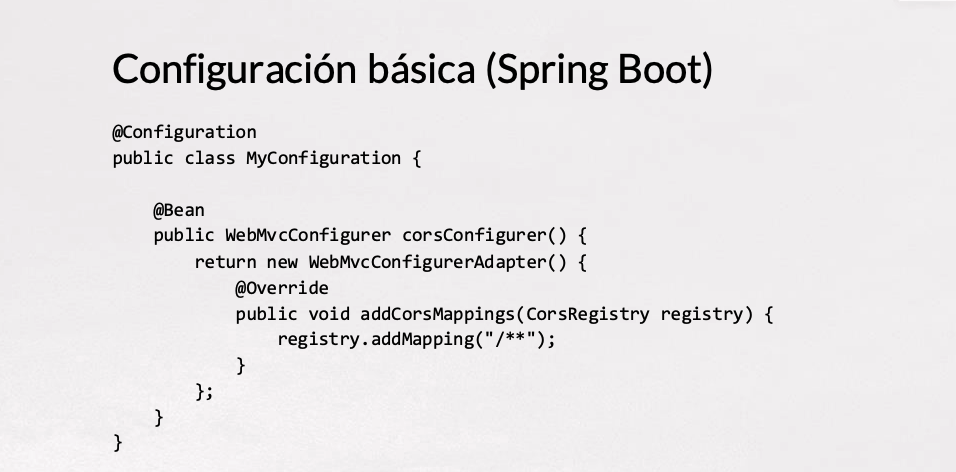 Configuración básica (Spring Boot)
@Configuration
public class MyConfiguration {
@Bean
public WebMvcConfigurer corsConfigurer() {
return new WebMvcConfigurerAdapter() {
@Override
public void addCorsMappings(CorsRegistry registry) {
registry.addMapping("/**");
}
};
}
}